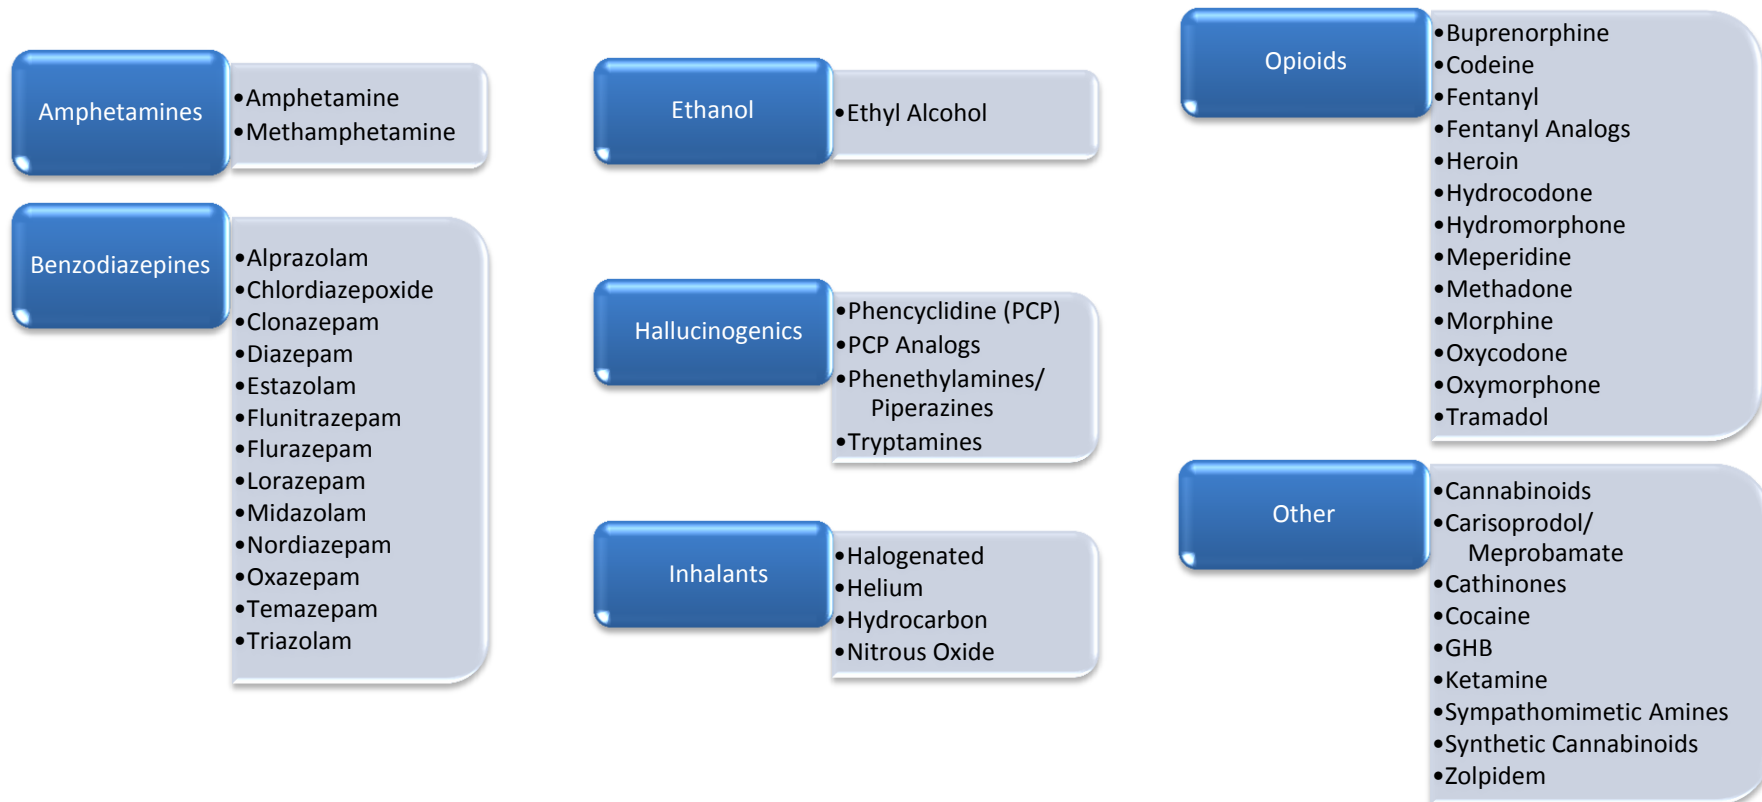 Amphetamines
•Amphetamine
•Methamphetamine
Benzodiazepines
•Alprazolam
•Chlordiazepoxide
•Clonazepam
•Diazepam
•Estazolam
•Flunitrazepam
•Flurazepam
•Lorazepam
•Midazolam
•Nordiazepam
•Oxazepam
•Temazepam
•Triazolam
Ethanol
•Ethyl Alcohol
Hallucinogenics
•Phencyclidine (PCP)
•PCP Analogs
•Phenethylamines/
Piperazines
•Tryptamines
Inhalants
•Halogenated
•Helium
•Hydrocarbon
•Nitrous Oxide
Opioids
•Buprenorphine
•Codeine
•Fentanyl
•Fentanyl Analogs
•Heroin
•Hydrocodone
•Hydromorphone
•Meperidine
•Methadone
•Morphine
•Oxycodone
•Oxymorphone
•Tramadol
Other
•Cannabinoids
•Carisoprodol/
Meprobamate
•Cathinones
•Cocaine
•GHB
•Ketamine
•Sympathomimetic Amines
•Synthetic Cannabinoids
•Zolpidem